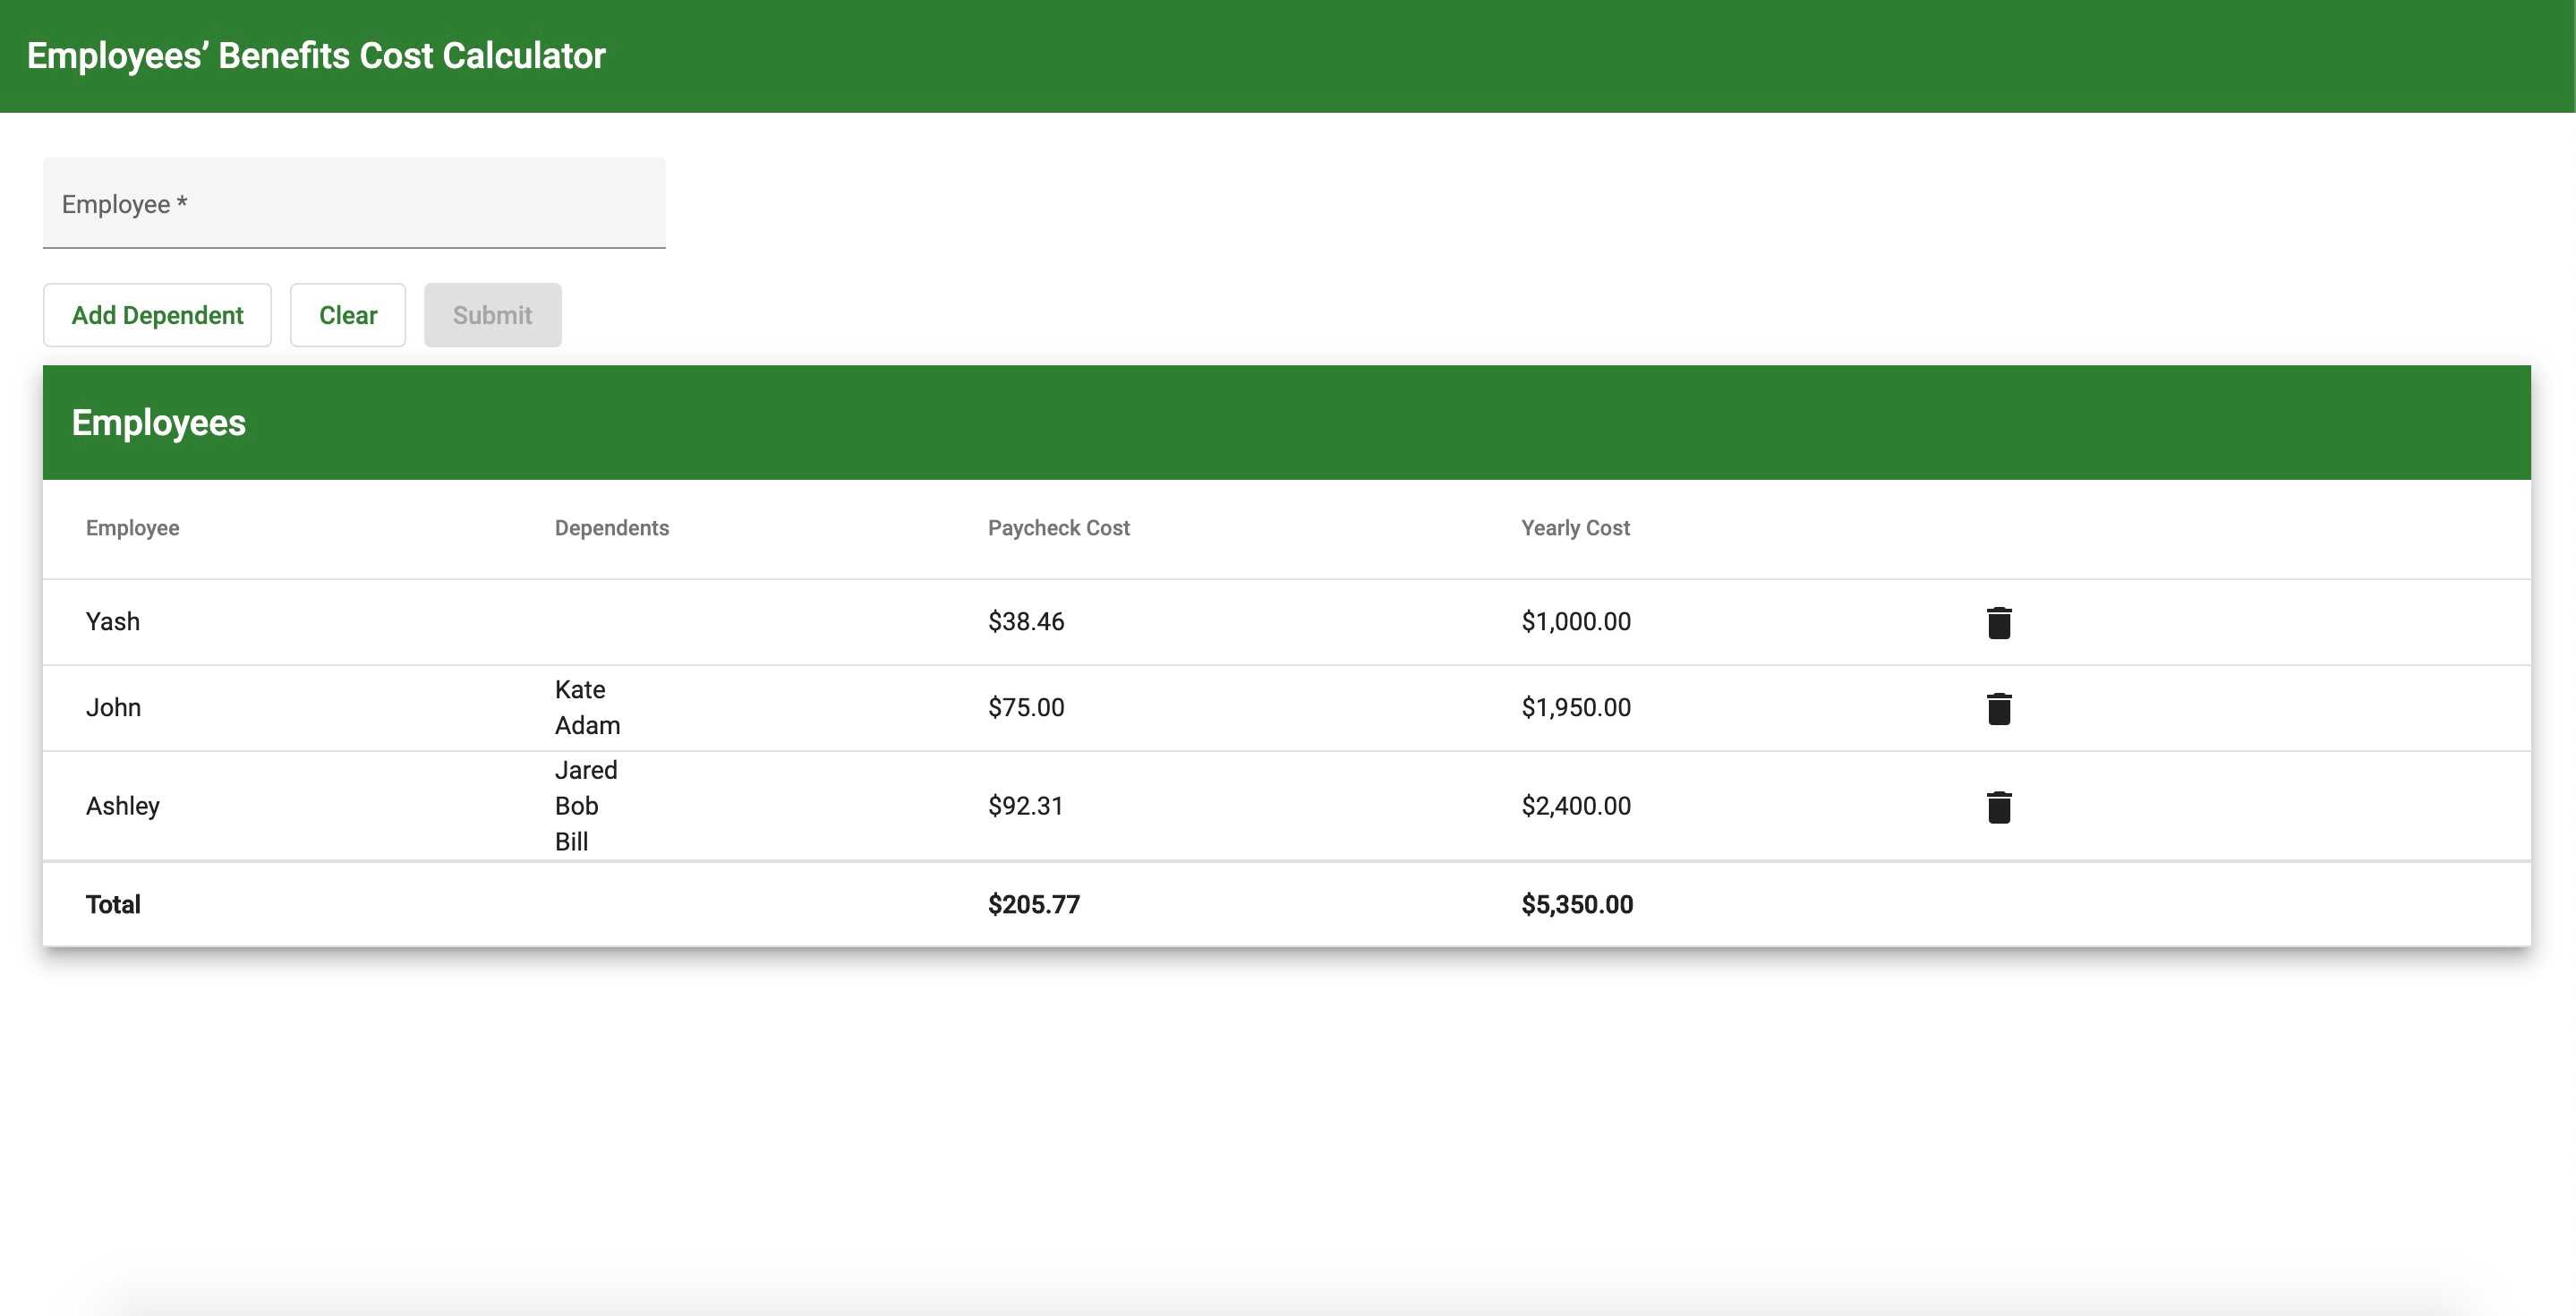 Employees’ Benefits Cost Calculator
Employee *
Add Dependent Clear Submit
Employees
Employee Dependents Paycheck Cost Yearly Cost
Yash $38.46 $1,000.00
John Kate Adam $75.00 $1,950.00
Ashley Jared Bob Bill $92.31 $2,400.00
Total $205.77 $5,350.00